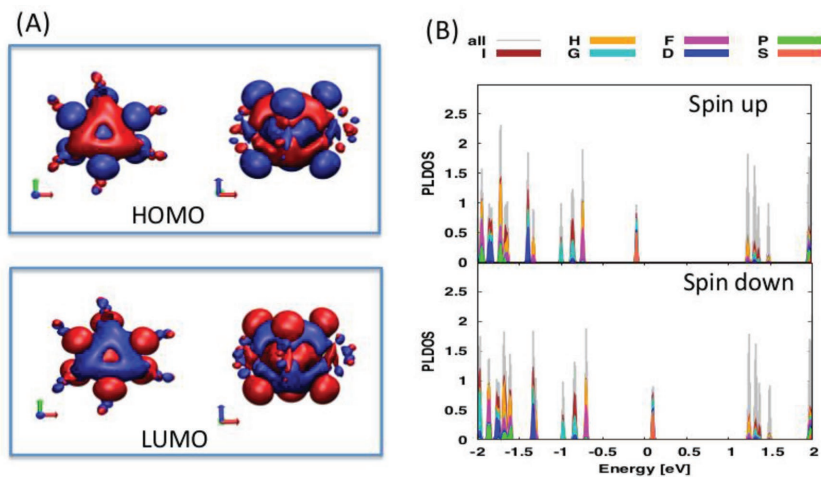 (A)
HOMO
LUMO
(B)
all H F P
I G D S
Spin up
PLDOS
2.5
2
1.5
1
0.5
0
Spin down
PLDOS
2.5
2
1.5
1
0.5
0
-2 -1.5 -1 -0.5 0 0.5 1 1.5 2
Energy [eV]